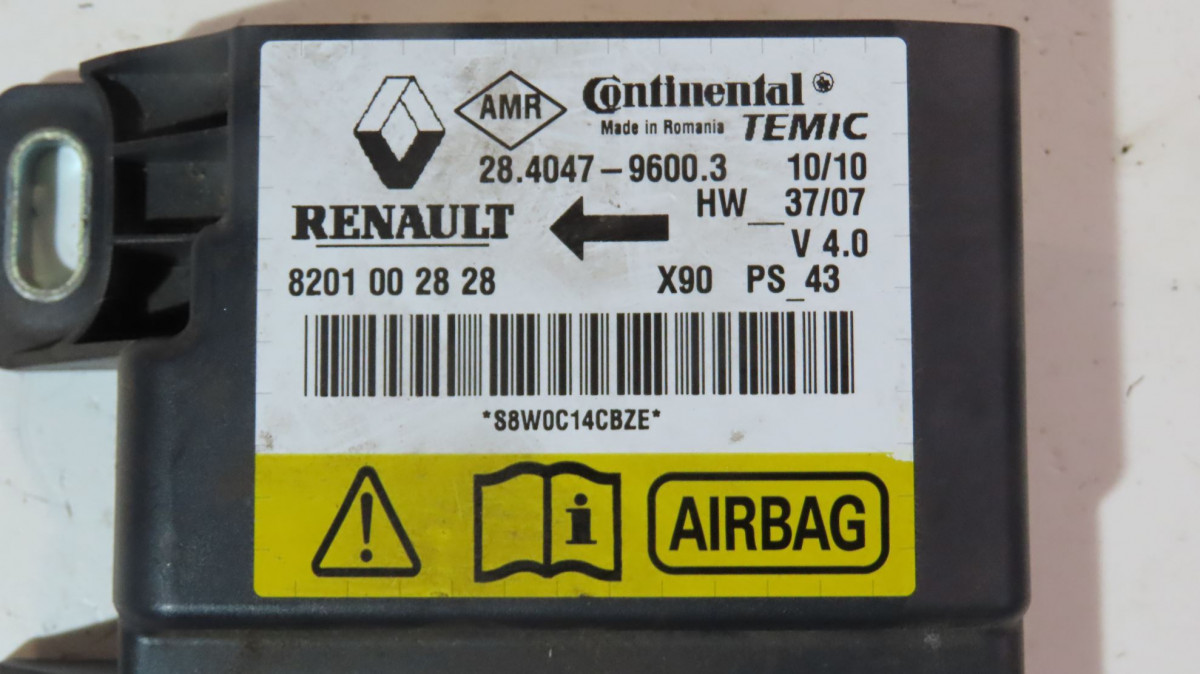 AMR Continental
Made in Romania TEMIC
28.4047-9600.3 10/10
HW_37/07
RENAULT
V 4.0
8201 00 28 28 X90 PS_43
*S8W0C14CBZE*
i AIRBAG